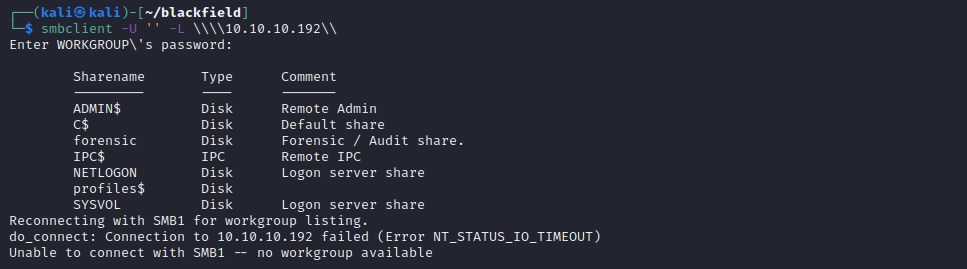 ┌──(kali㉿kali)-[~/blackfield]
└─$ smbclient -U '' -L \\\\10.10.10.192\\
Enter WORKGROUP\'s password:
Sharename Type Comment
--------- ---- -------
ADMIN$ Disk Remote Admin
C$ Disk Default share
forensic Disk Forensic / Audit share.
IPC$ IPC Remote IPC
NETLOGON Disk Logon server share
profiles$ Disk
SYSVOL Disk Logon server share
Reconnecting with SMB1 for workgroup listing.
do_connect: Connection to 10.10.10.192 failed (Error NT_STATUS_IO_TIMEOUT)
Unable to connect with SMB1 -- no workgroup available